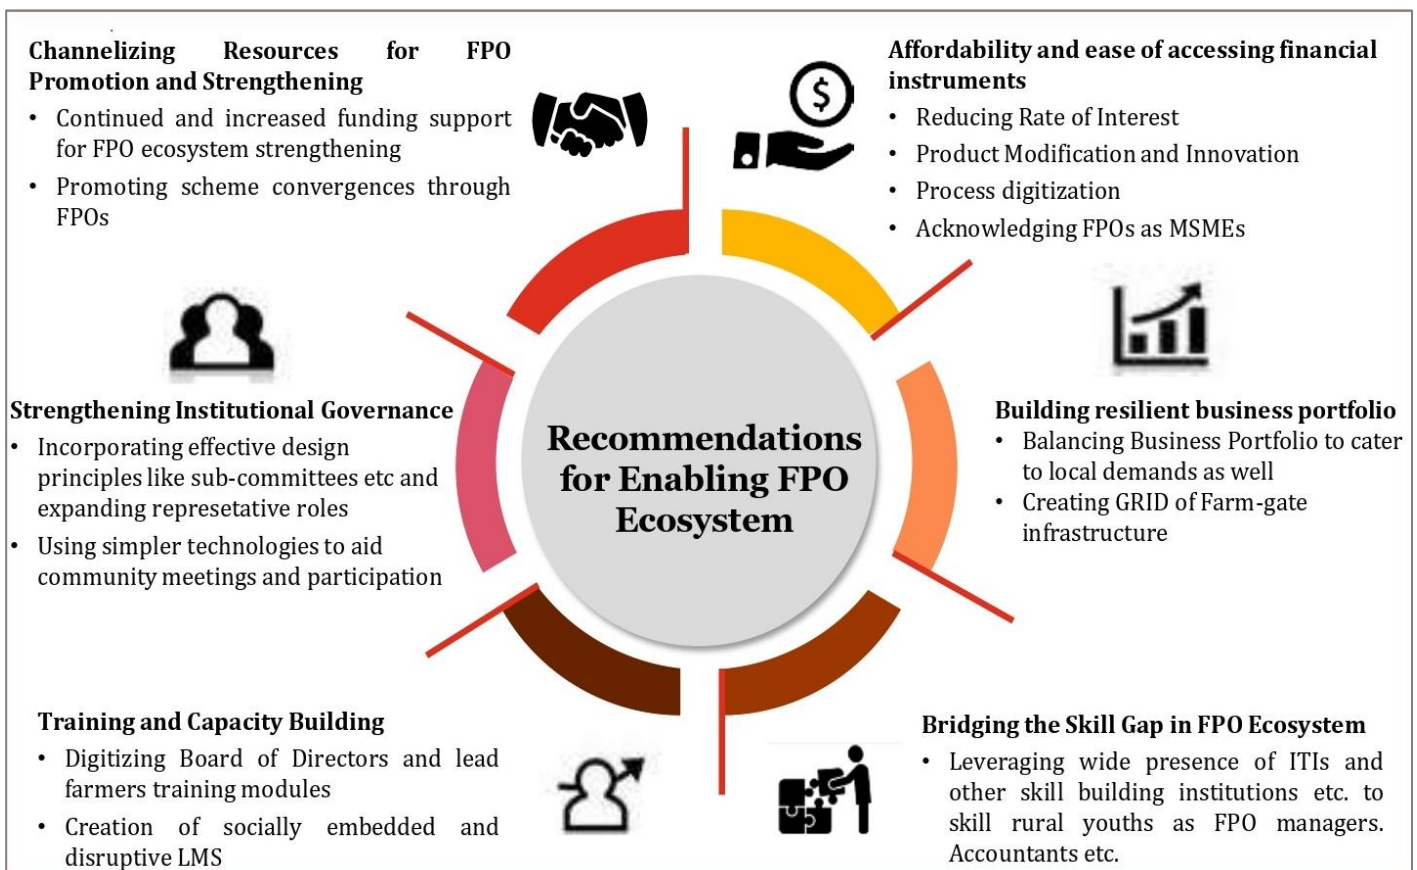 Channelizing Resources for FPO
Promotion and Strengthening
• Continued and increased funding support
for FPO ecosystem strengthening
• Promoting scheme convergences through
FPOs
$
Affordability and ease of accessing financial
instruments
• Reducing Rate of Interest
• Product Modification and Innovation
• Process digitization
• Acknowledging FPOs as MSMEs
Strengthening Institutional Governance
• Incorporating effective design
principles like sub-committees etc and
expanding represetative roles
• Using simpler technologies to aid
community meetings and participation
Recommendations
for Enabling FPO
Ecosystem
Building resilient business portfolio
• Balancing Business Portfolio to cater
to local demands as well
• Creating GRID of Farm-gate
infrastructure
Training and Capacity Building
• Digitizing Board of Directors and lead
farmers training modules
• Creation of socially embedded and
disruptive LMS
Bridging the Skill Gap in FPO Ecosystem
• Leveraging wide presence of ITIs and
other skill building institutions etc. to
skill rural youths as FPO managers.
Accountants etc.